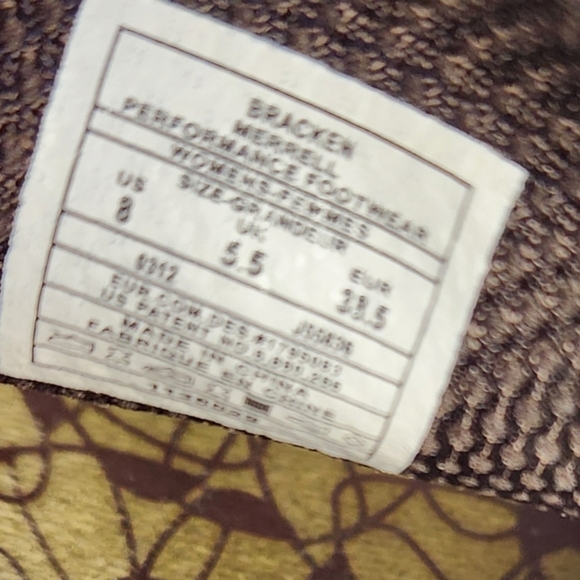 BRACKEN
MERRELL
PERFORMANCE FOOTWEAR
WOMENS-FEMMES
SIZE-GRANDEUR
US UK EUR
8 5.5 38.5
0312
EUR.COM.DES.#
US PATENT NO.
MADE IN CHINA
FABRIQUE EN CHINE